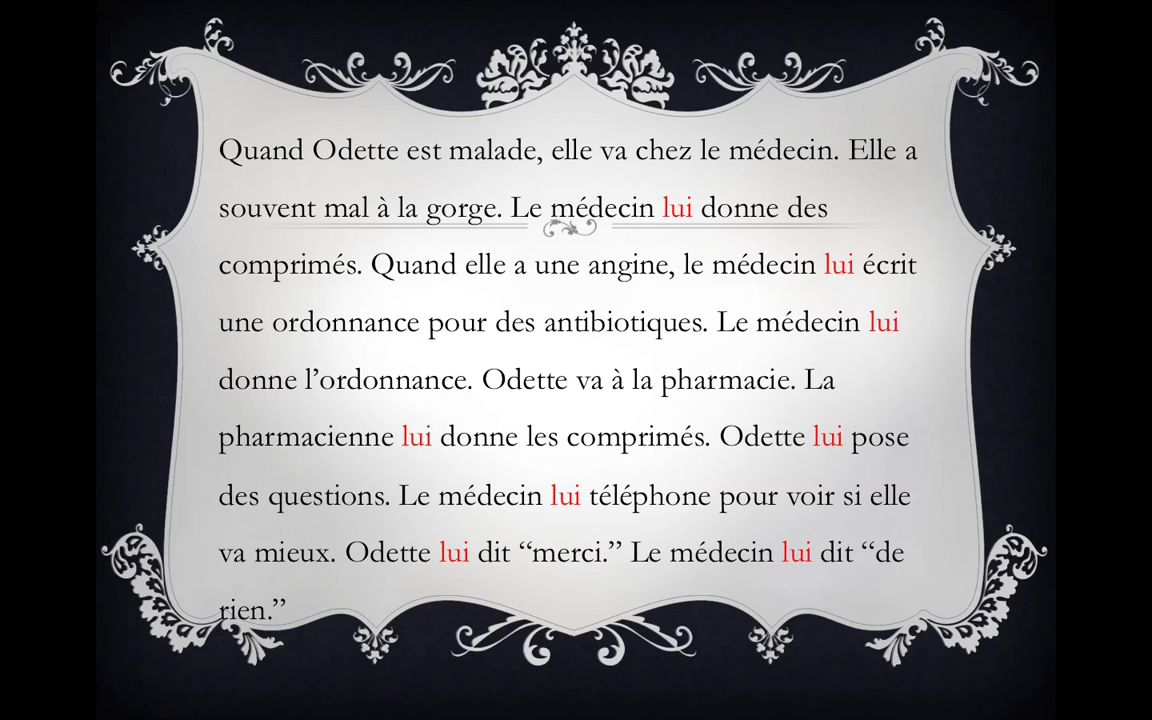 Quand Odette est malade, elle va chez le médecin. Elle a
souvent mal à la gorge. Le médecin lui donne des
comprimés. Quand elle a une angine, le médecin lui écrit
une ordonnance pour des antibiotiques. Le médecin lui
donne l’ordonnance. Odette va à la pharmacie. La
pharmacienne lui donne les comprimés. Odette lui pose
des questions. Le médecin lui téléphone pour voir si elle
va mieux. Odette lui dit “merci.” Le médecin lui dit “de
rien.”